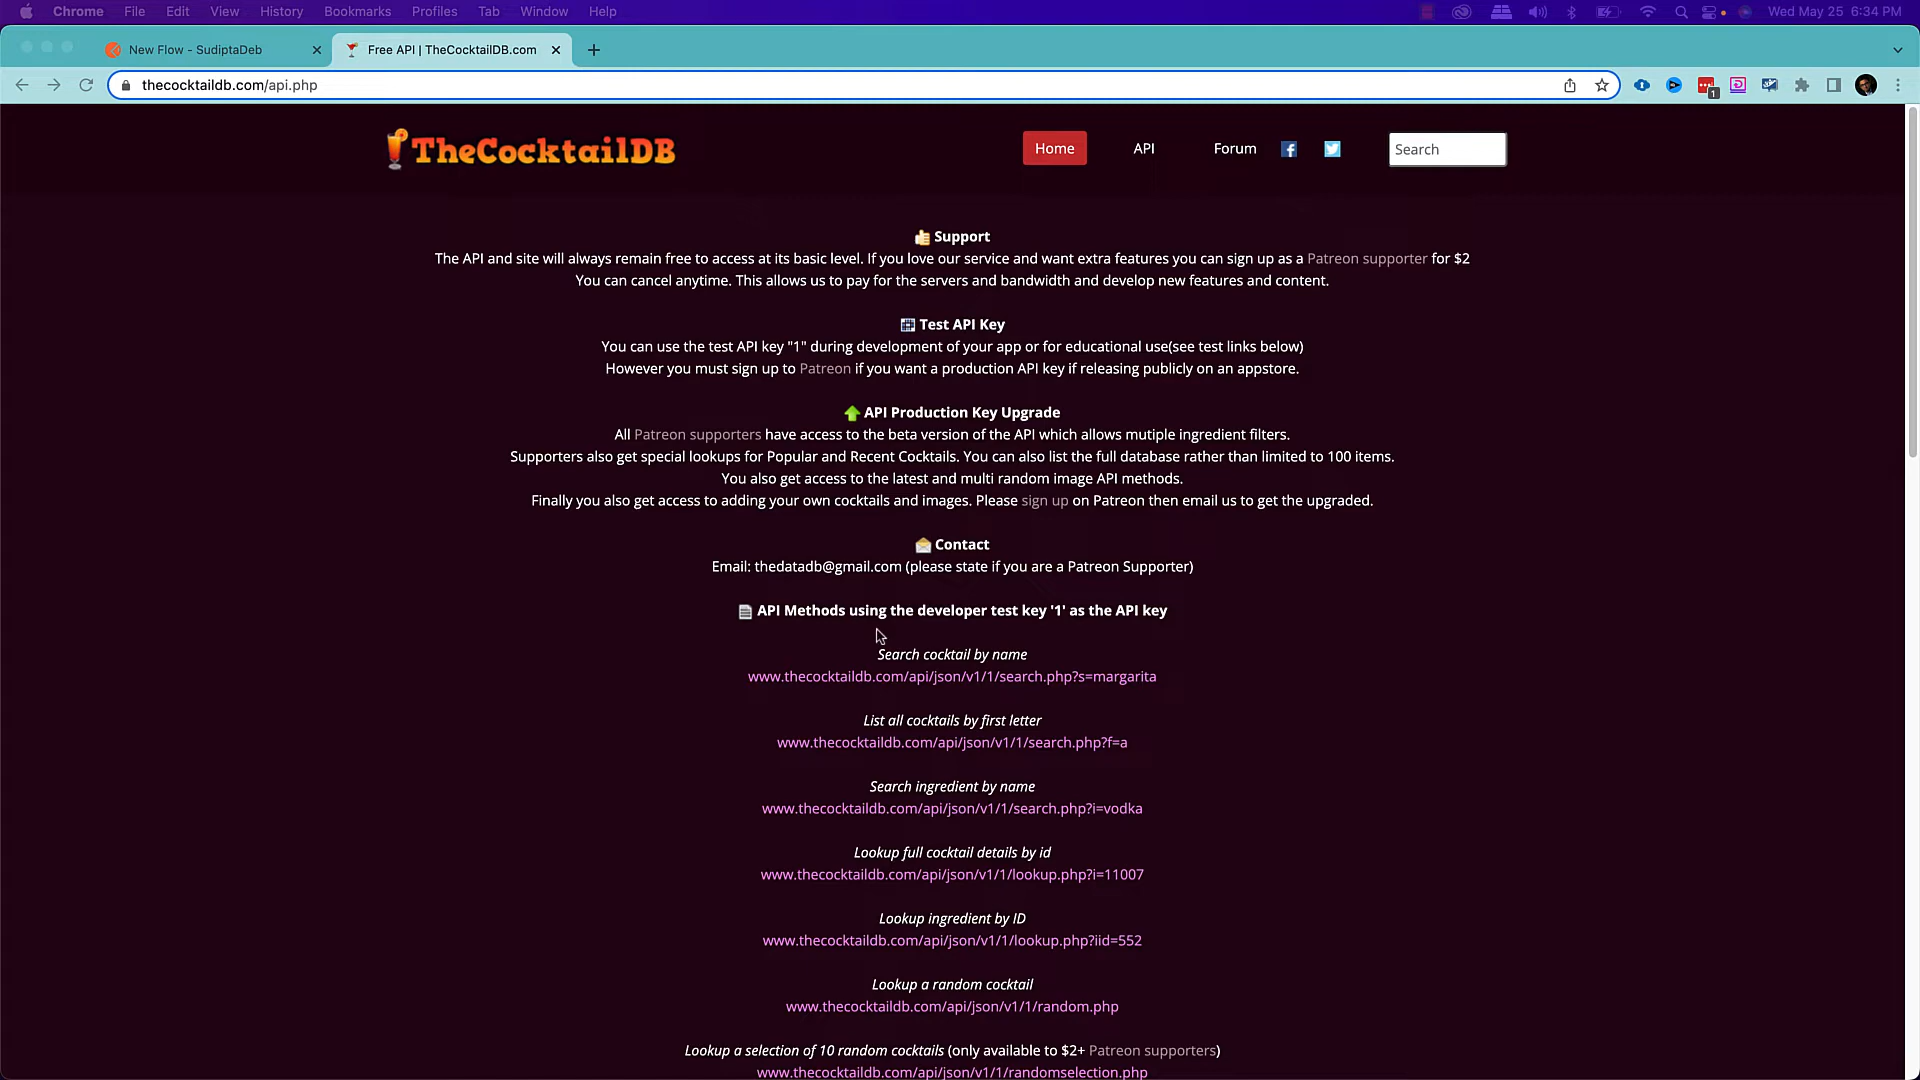 Chrome File Edit View History Bookmarks Profiles Tab Window Help Wed May 25 6:34 PM
New Flow - SudiptaDeb Free API | TheCocktailDB.com
thecocktaildb.com/api.php 1
TheCocktailDB Home API Forum Search
Support
The API and site will always remain free to access at its basic level. If you love our service and want extra features you can sign up as a Patreon supporter for $2
You can cancel anytime. This allows us to pay for the servers and bandwidth and develop new features and content.
Test API Key
You can use the test API key "1" during development of your app or for educational use(see test links below)
However you must sign up to Patreon if you want a production API key if releasing publicly on an appstore.
API Production Key Upgrade
All Patreon supporters have access to the beta version of the API which allows mutiple ingredient filters.
Supporters also get special lookups for Popular and Recent Cocktails. You can also list the full database rather than limited to 100 items.
You also get access to the latest and multi random image API methods.
Finally you also get access to adding your own cocktails and images. Please sign up on Patreon then email us to get the upgraded.
Contact
Email: thedatadb@gmail.com (please state if you are a Patreon Supporter)
API Methods using the developer test key '1' as the API key
Search cocktail by name
www.thecocktaildb.com/api/json/v1/1/search.php?s=margarita
List all cocktails by first letter
www.thecocktaildb.com/api/json/v1/1/search.php?f=a
Search ingredient by name
www.thecocktaildb.com/api/json/v1/1/search.php?i=vodka
Lookup full cocktail details by id
www.thecocktaildb.com/api/json/v1/1/lookup.php?i=11007
Lookup ingredient by ID
www.thecocktaildb.com/api/json/v1/1/lookup.php?iid=552
Lookup a random cocktail
www.thecocktaildb.com/api/json/v1/1/random.php
Lookup a selection of 10 random cocktails (only available to $2+ Patreon supporters)
www.thecocktaildb.com/api/json/v1/1/randomselection.php